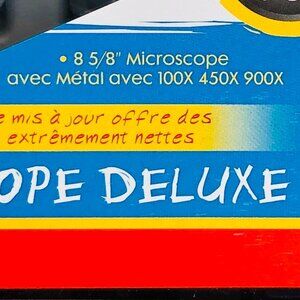 • 8 5/8" Microscope
avec Métal avec 100X 450X 900X
mis à jour offre des
extrêmement nettes
OPE DELUXE